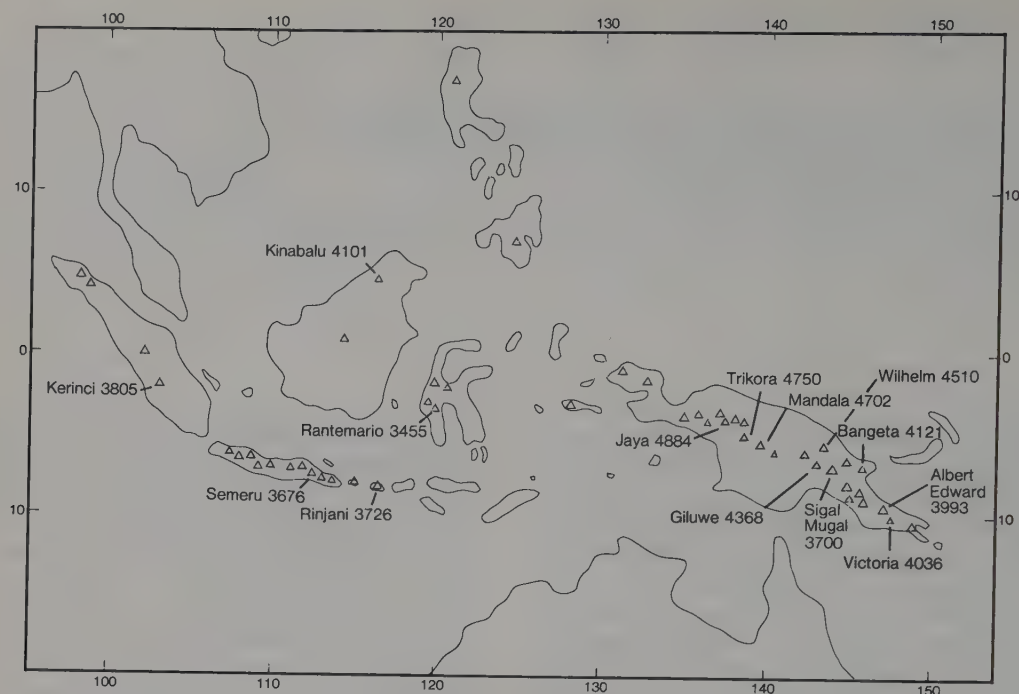 100
110
120
130
140
150
10
10
Kinabalu 4101
0
0
Kerinci 3805
Rantemario 3455
Trikora 4750
Wilhelm 4510
Mandala 4702
Bangeta 4121
Jaya 4884
Albert
Edward
3993
Semeru 3676
Rinjani 3726
10
10
Giluwe 4368
Sigal
Mugal
3700
Victoria 4036
100
110
120
130
140
150